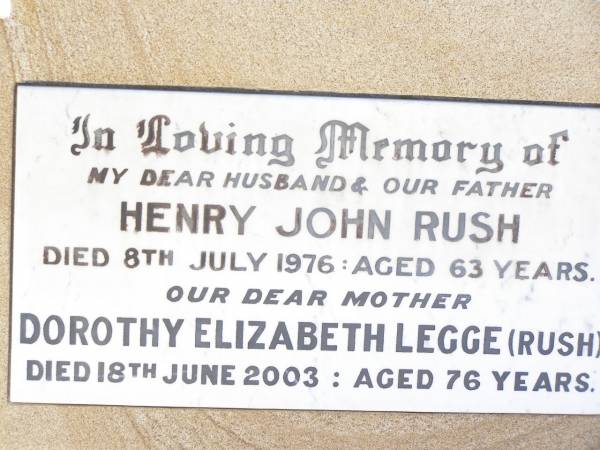 In Loving Memory of
MY DEAR HUSBAND & OUR FATHER
HENRY JOHN RUSH
DIED 8TH JULY 1976 : AGED 63 YEARS.
OUR DEAR MOTHER
DOROTHY ELIZABETH LEGGE (RUSH)
DIED 18TH JUNE 2003 : AGED 76 YEARS.